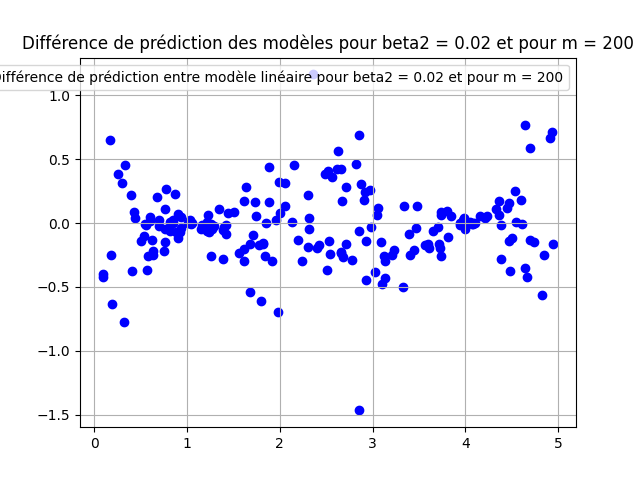 Différence de prédiction des modèles pour beta2 = 0.02 et pour m = 200
ifférence de prédiction entre modèle linéaire pour beta2 = 0.02 et pour m = 200
1.0
0.5
0.0
−0.5
−1.0
−1.5
0 1 2 3 4 5